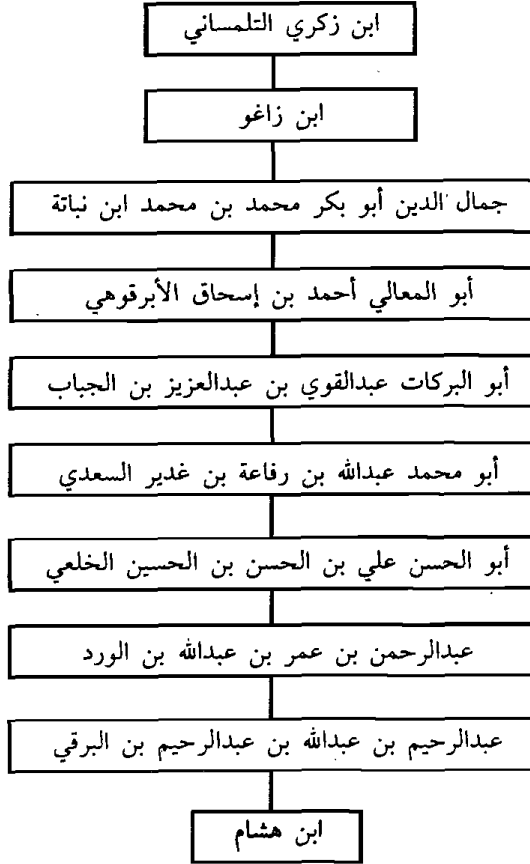 ابن زكري التلمساني
ابن زاغو
جمال الدين أبو بكر محمد بن محمد ابن نباتة
أبو المعالي أحمد بن إسحاق الأبرقوهي
أبو البركات عبدالقوي بن عبدالعزيز بن الجباب
أبو محمد عبدالله بن رفاعة بن غدير السعدي
أبو الحسن علي بن الحسن بن الحسين الخلعي
عبدالرحمن بن عمر بن عبدالله بن الورد
عبدالرحيم بن عبدالله بن عبدالرحيم بن البرقي
ابن هشام